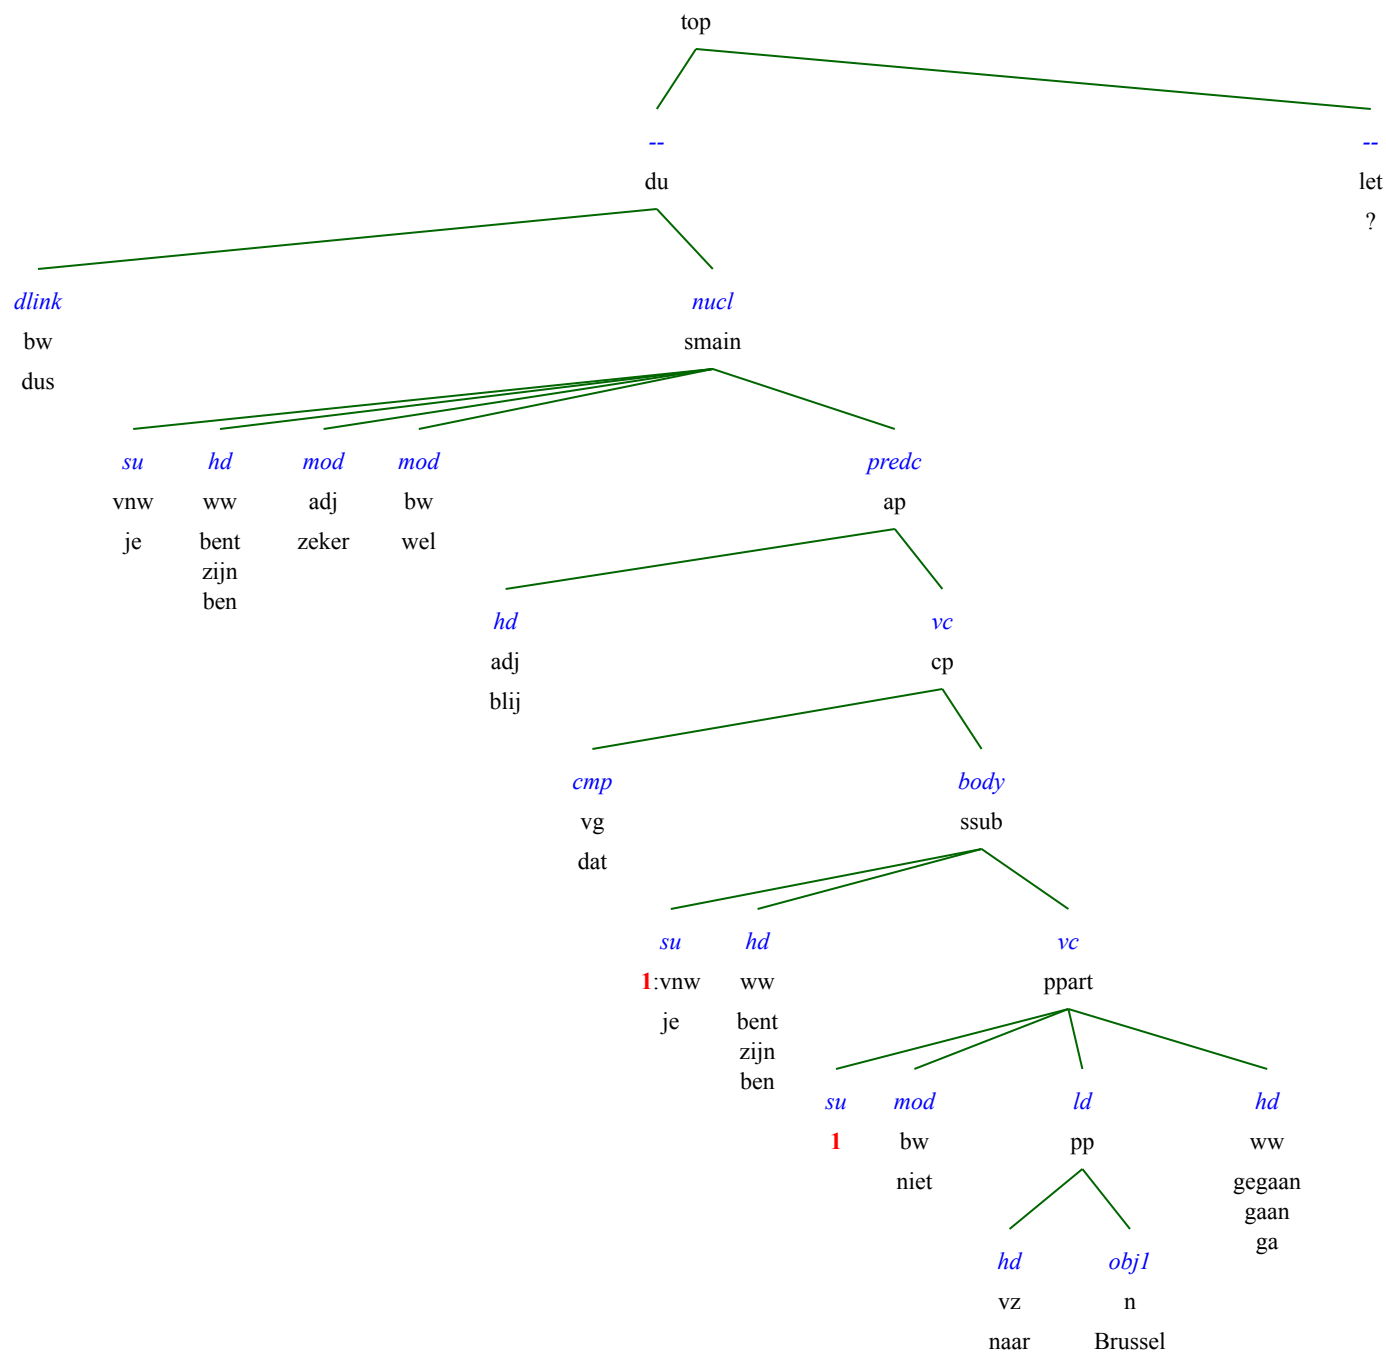 top
-- --
du let
?
dlink nucl
bw smain
dus
su hd mod mod predc
vnw ww adj bw ap
je bent zeker wel
zijn
ben
hd vc
adj cp
blij
cmp body
vg ssub
dat
su hd vc
1:vnw ww ppart
je bent
zijn
ben
su mod ld hd
1 bw pp ww
niet gegaan
gaan
ga
hd obj1
vz n
naar Brussel